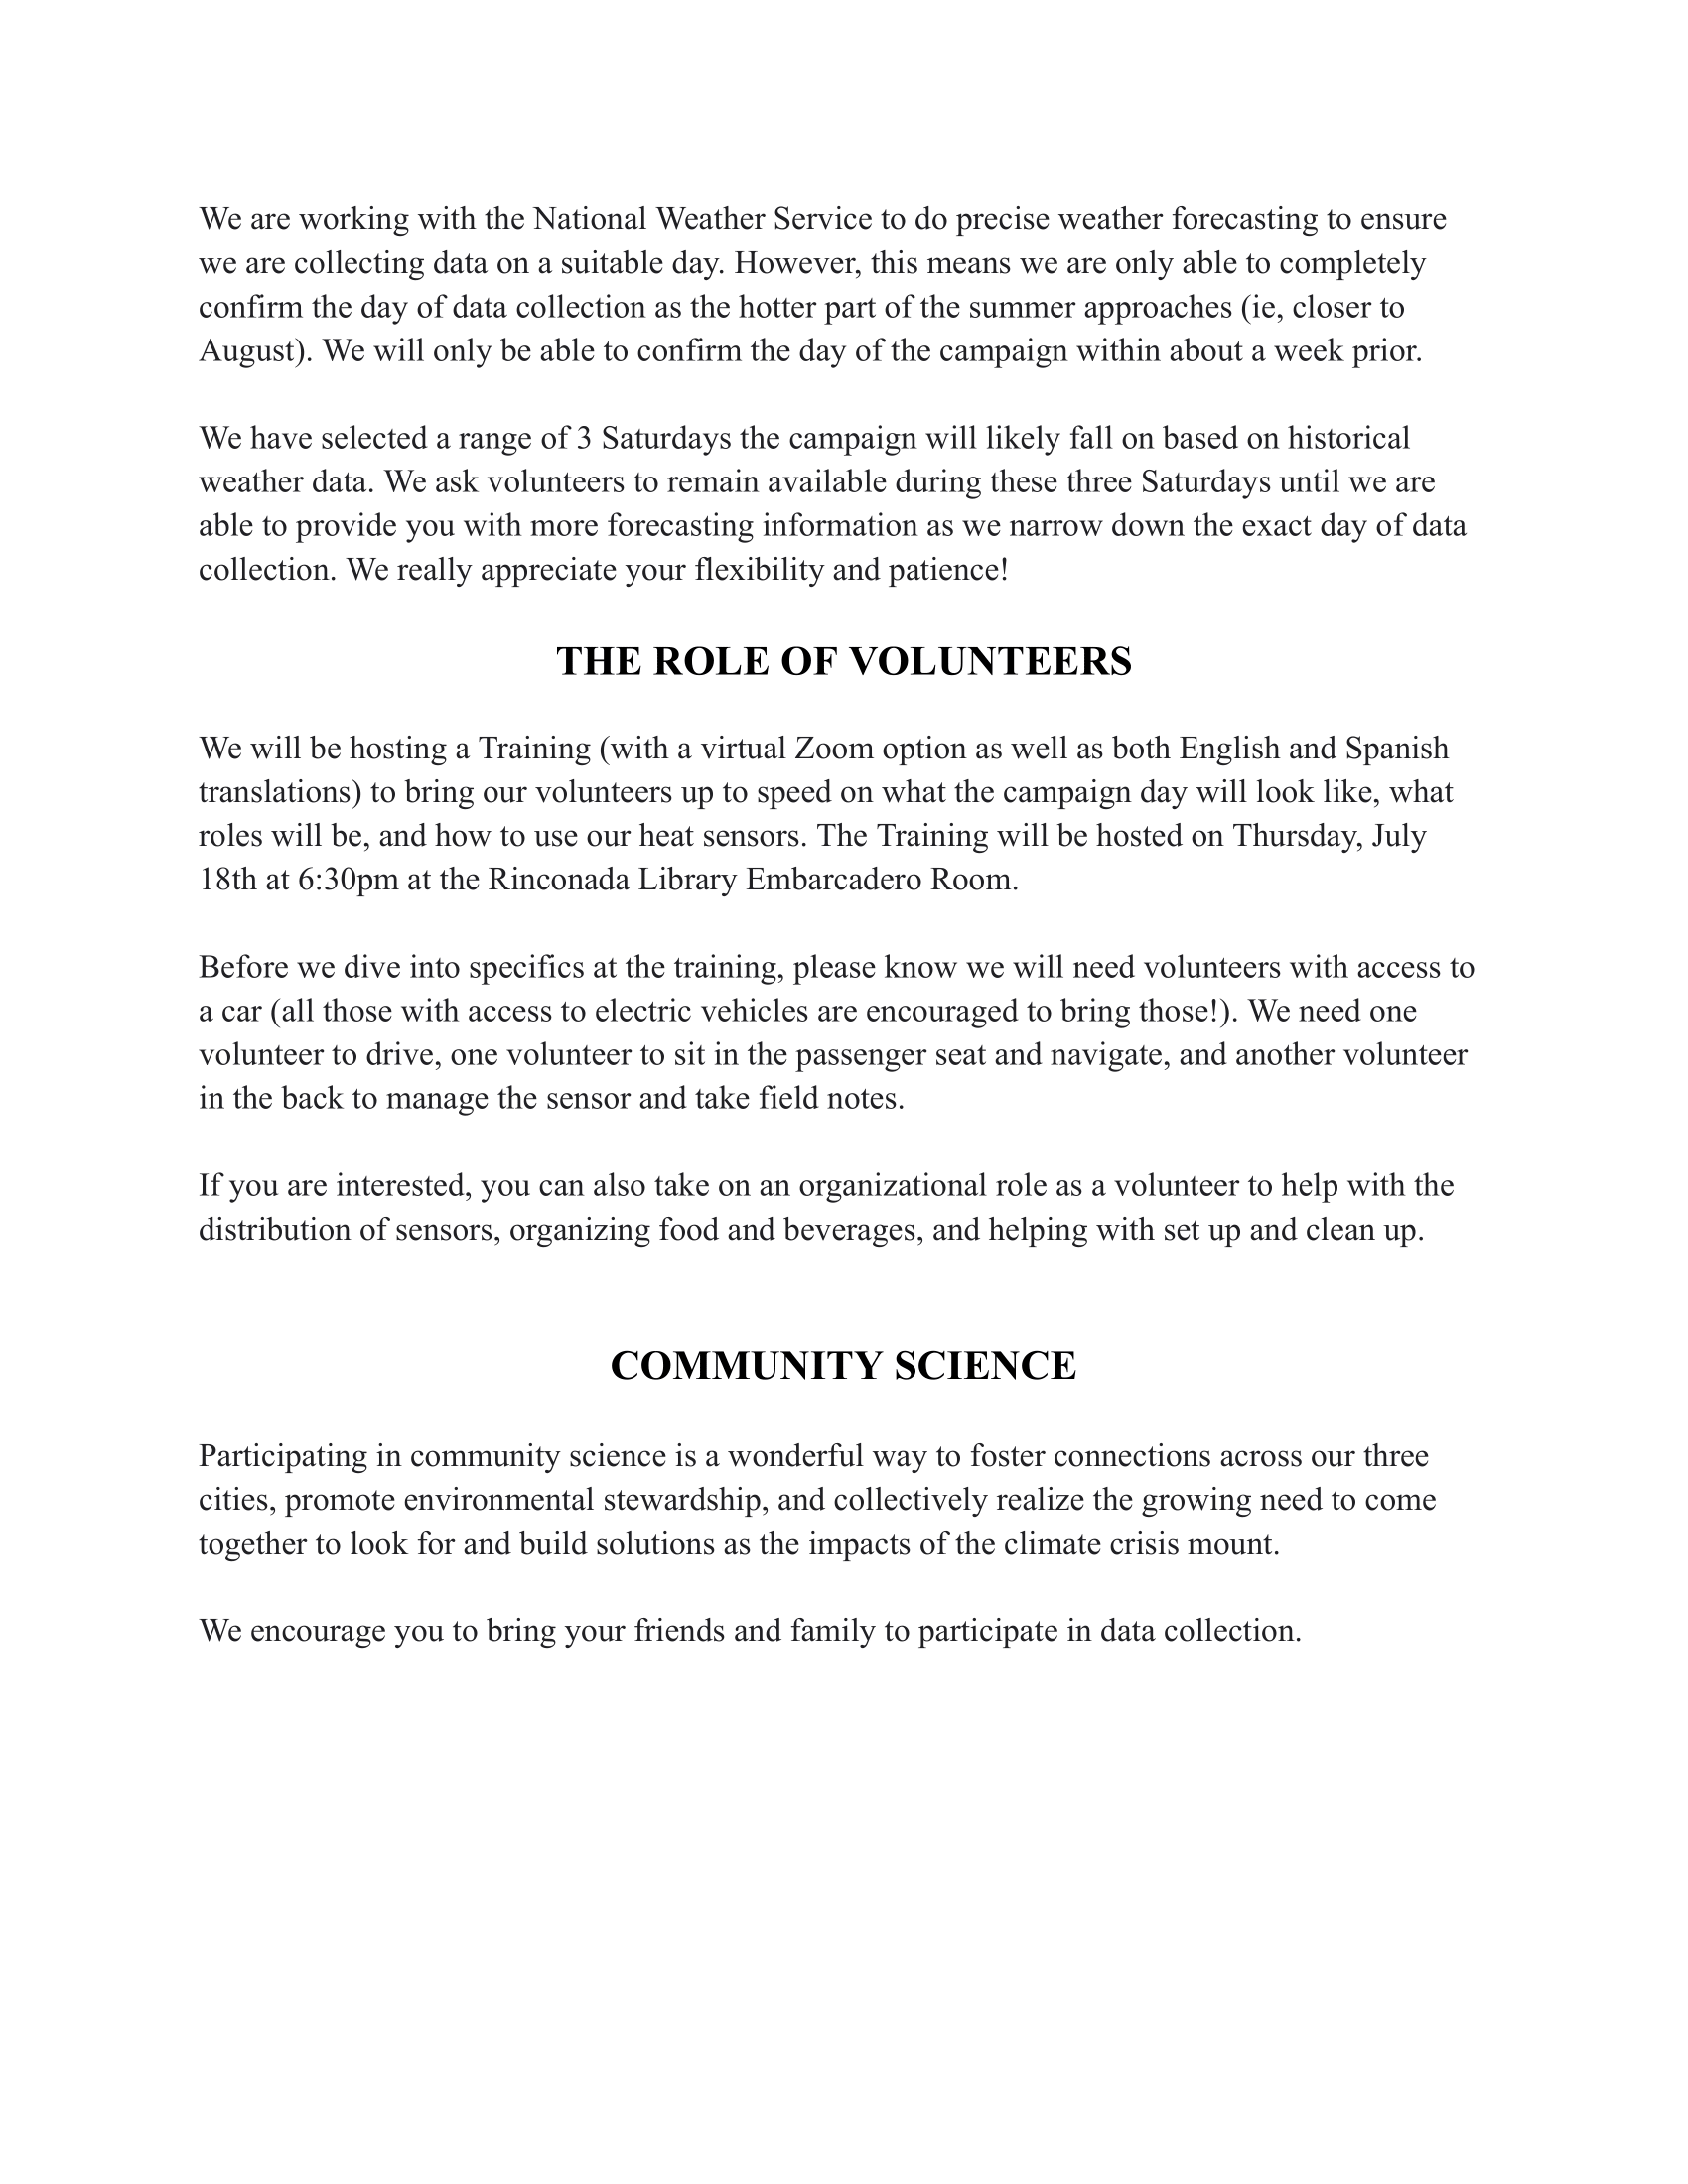 We are working with the National Weather Service to do precise weather forecasting to ensure
we are collecting data on a suitable day. However, this means we are only able to completely
confirm the day of data collection as the hotter part of the summer approaches (ie, closer to
August). We will only be able to confirm the day of the campaign within about a week prior.
We have selected a range of 3 Saturdays the campaign will likely fall on based on historical
weather data. We ask volunteers to remain available during these three Saturdays until we are
able to provide you with more forecasting information as we narrow down the exact day of data
collection. We really appreciate your flexibility and patience!
THE ROLE OF VOLUNTEERS
We will be hosting a Training (with a virtual Zoom option as well as both English and Spanish
translations) to bring our volunteers up to speed on what the campaign day will look like, what
roles will be, and how to use our heat sensors. The Training will be hosted on Thursday, July
18th at 6:30pm at the Rinconada Library Embarcadero Room.
Before we dive into specifics at the training, please know we will need volunteers with access to
a car (all those with access to electric vehicles are encouraged to bring those!). We need one
volunteer to drive, one volunteer to sit in the passenger seat and navigate, and another volunteer
in the back to manage the sensor and take field notes.
If you are interested, you can also take on an organizational role as a volunteer to help with the
distribution of sensors, organizing food and beverages, and helping with set up and clean up.
COMMUNITY SCIENCE
Participating in community science is a wonderful way to foster connections across our three
cities, promote environmental stewardship, and collectively realize the growing need to come
together to look for and build solutions as the impacts of the climate crisis mount.
We encourage you to bring your friends and family to participate in data collection.